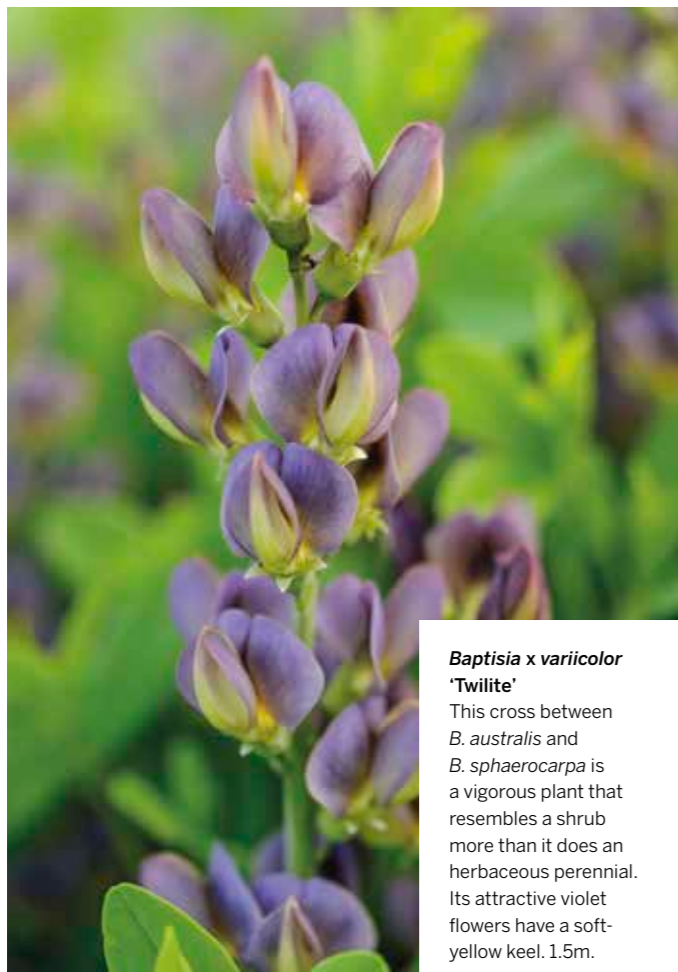 Baptisia x variicolor
‘Twilite’
This cross between
B. australis and
B. sphaerocarpa is
a vigorous plant that
resembles a shrub
more than it does an
herbaceous perennial.
Its attractive violet
flowers have a soft-
yellow keel. 1.5m.